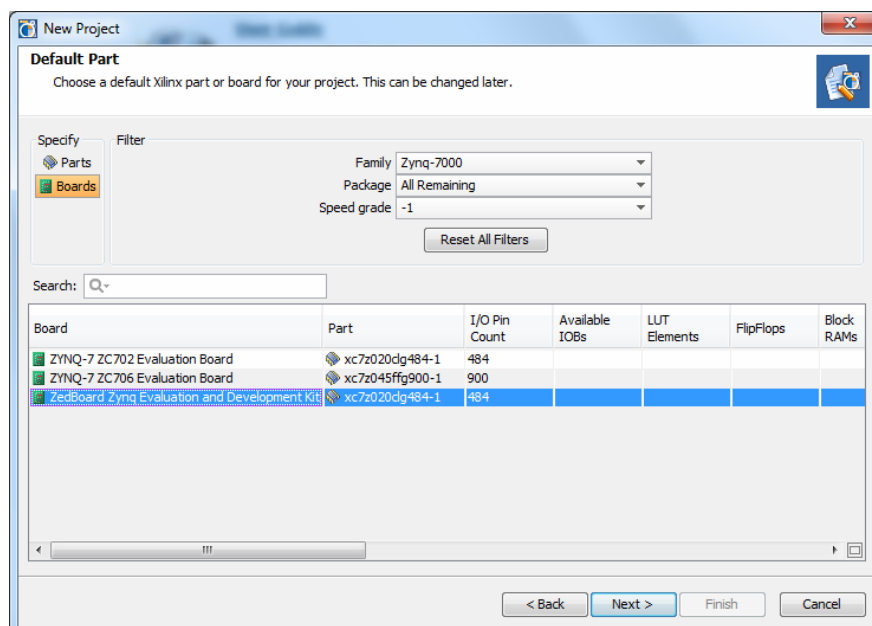 New Project
Default Part
Choose a default Xilinx part or board for your project. This can be changed later.
Specify
Filter
Parts
Boards
Family Zynq-7000
Package All Remaining
Speed grade -1
Reset All Filters
Search:
Board Part I/O Pin Count Available IOBs LUT Elements FlipFlops Block RAMs
ZYNQ-7 ZC702 Evaluation Board xc7z020clg484-1 484
ZYNQ-7 ZC706 Evaluation Board xc7z045ffg900-1 900
ZedBoard Zynq Evaluation and Development Kit xc7z020clg484-1 484
< Back Next > Finish Cancel